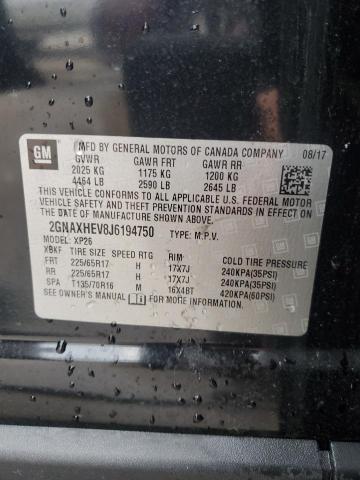 GM
MFD BY GENERAL MOTORS OF CANADA COMPANY 08/17
GVWR GAWR FRT GAWR RR
2025 KG 1175 KG 1200 KG
4464 LB 2590 LB 2645 LB
THIS VEHICLE CONFORMS TO ALL APPLICABLE U.S. FEDERAL MOTOR
VEHICLE SAFETY AND THEFT PREVENTION STANDARDS IN EFFECT ON THE
DATE OF MANUFACTURE SHOWN ABOVE.
2GNAXHEV8J6194750 TYPE: M.P.V.
MODEL: XP26
XBKF TIRE SIZE SPEED RTG RIM COLD TIRE PRESSURE
FRT 225/65R17 H 17X7J 240KPA(35PSI)
RR 225/65R17 H 17X7J 240KPA(35PSI)
SPA T135/70R16 M 16X4BT 420KPA(60PSI)
SEE OWNER'S MANUAL FOR MORE INFORMATION.